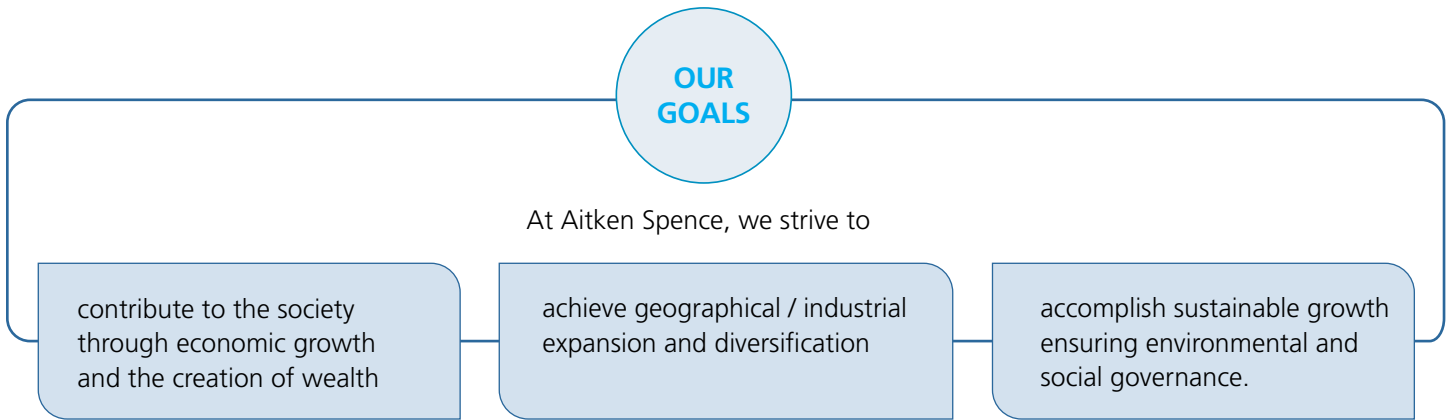 OUR
GOALS
At Aitken Spence, we strive to
contribute to the society
through economic growth
and the creation of wealth
achieve geographical / industrial
expansion and diversification
accomplish sustainable growth
ensuring environmental and
social governance.